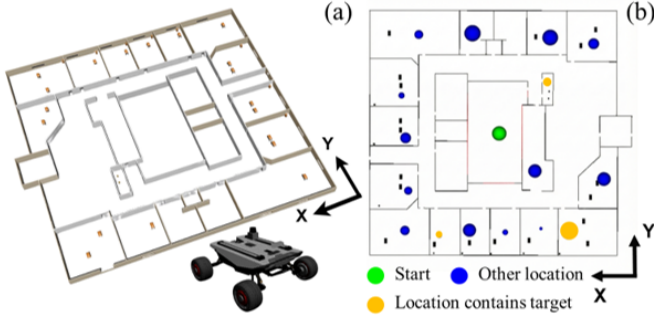 (a)
(b)
Y
X
Y
X
Start
Other location
Location contains target